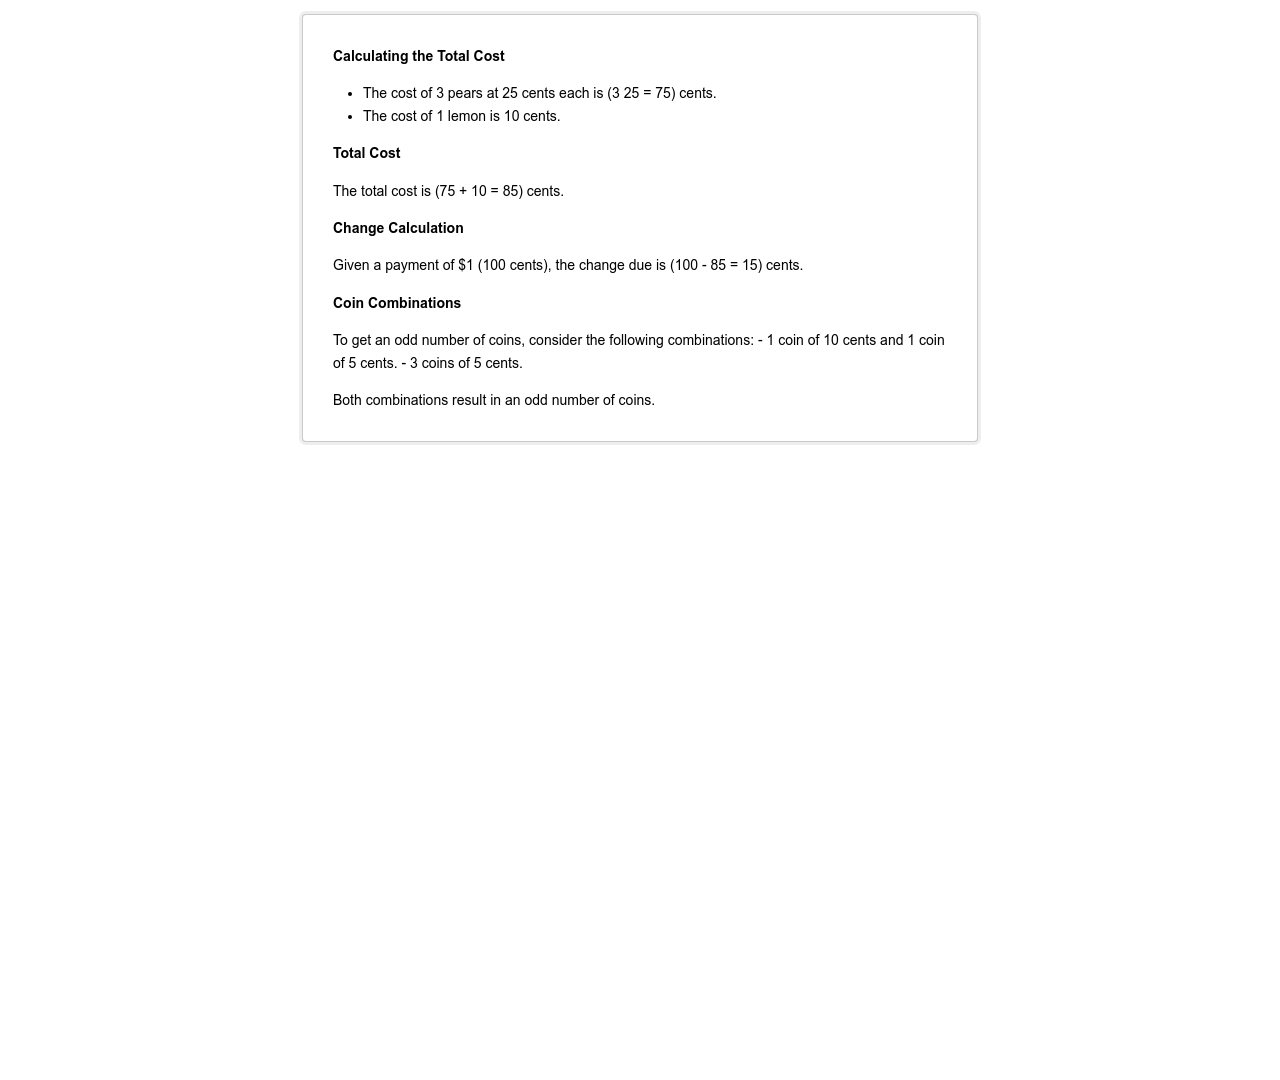 Calculating the Total Cost
• The cost of 3 pears at 25 cents each is (3 25 = 75) cents.
• The cost of 1 lemon is 10 cents.
Total Cost
The total cost is (75 + 10 = 85) cents.
Change Calculation
Given a payment of $1 (100 cents), the change due is (100 - 85 = 15) cents.
Coin Combinations
To get an odd number of coins, consider the following combinations: - 1 coin of 10 cents and 1 coin
of 5 cents. - 3 coins of 5 cents.
Both combinations result in an odd number of coins.